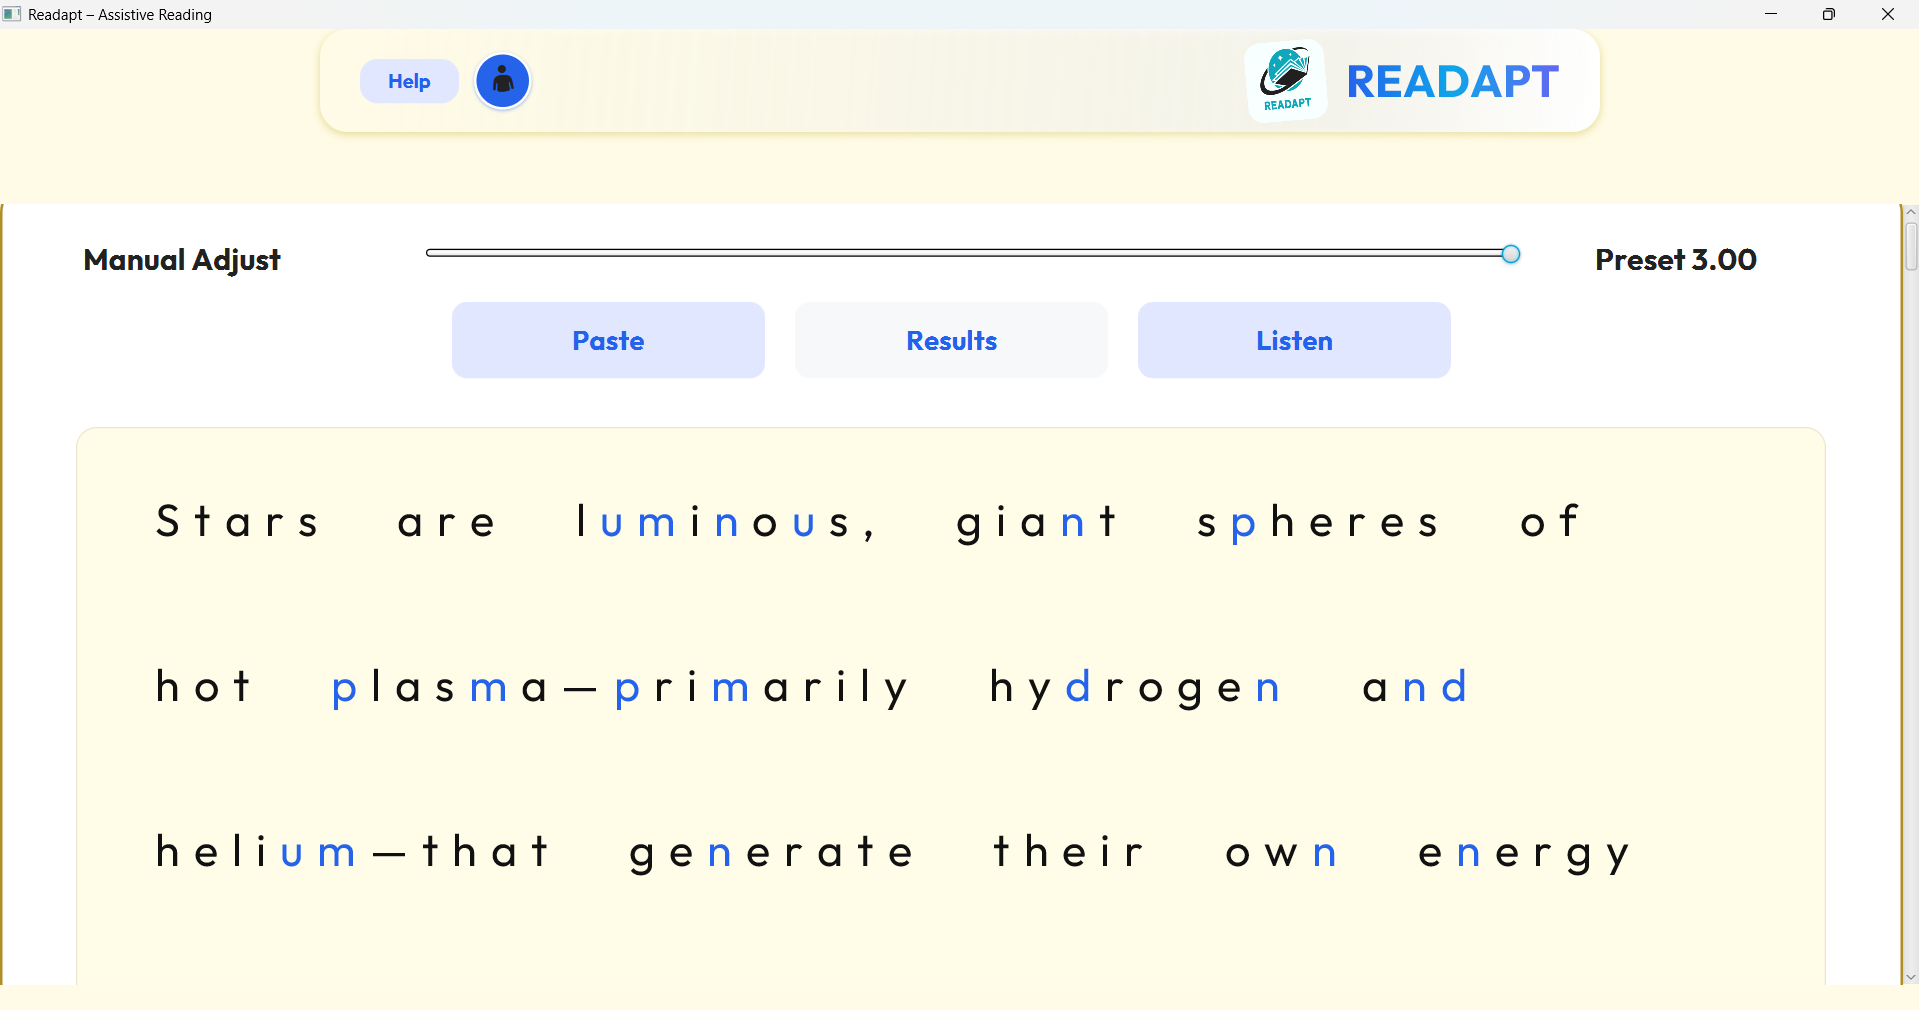 Readapt – Assistive Reading
Help
READAPT
READAPT
Manual Adjust
Preset 3.00
Paste
Results
Listen
Stars are luminous, giant spheres of
hot plasma—primarily hydrogen and
helium—that generate their own energy